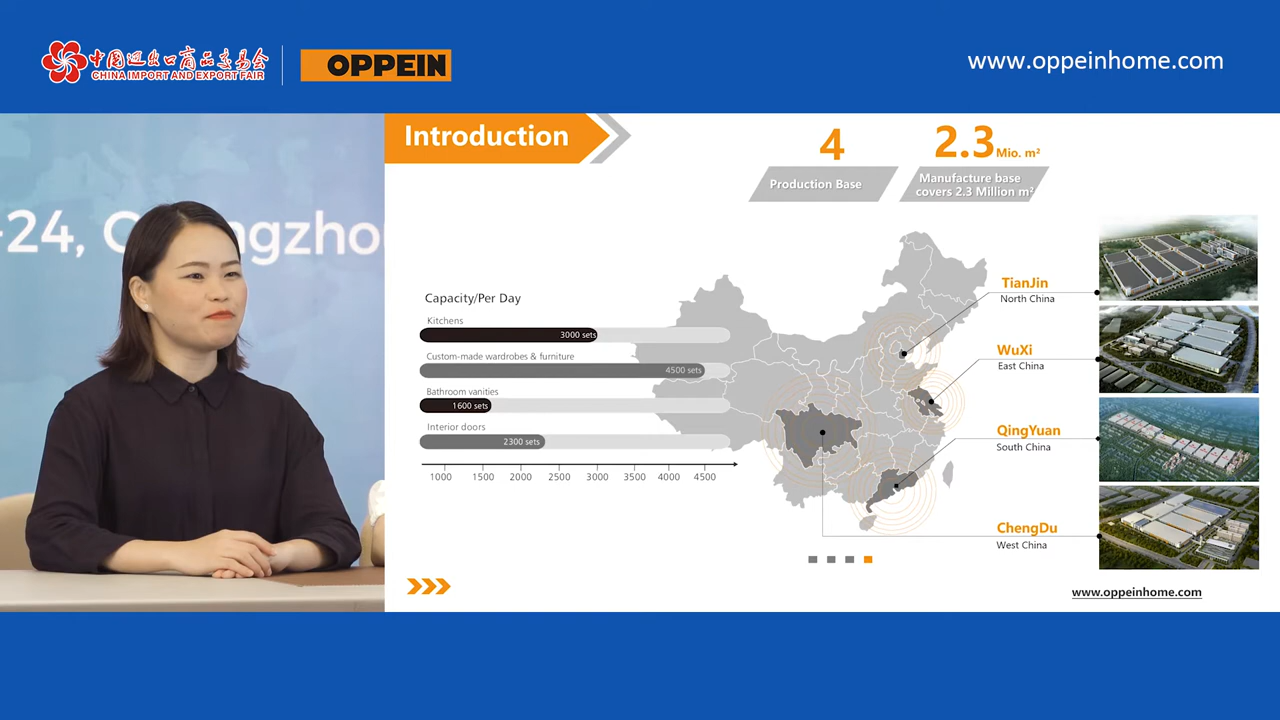 中国进出口商品交易会
CHINA IMPORT AND EXPORT FAIR
OPPEIN
www.oppeinhome.com
-24,
Introduction
4
Production Base
2.3 Mio. m²
Manufacture base
covers 2.3 Million m²
Capacity/Per Day
Kitchens
3000 sets
Custom-made wardrobes & furniture
4500 sets
Bathroom vanities
1600 sets
Interior doors
2300 sets
1000 1500 2000 2500 3000 3500 4000 4500
TianJin
North China
WuXi
East China
QingYuan
South China
ChengDu
West China
www.oppeinhome.com